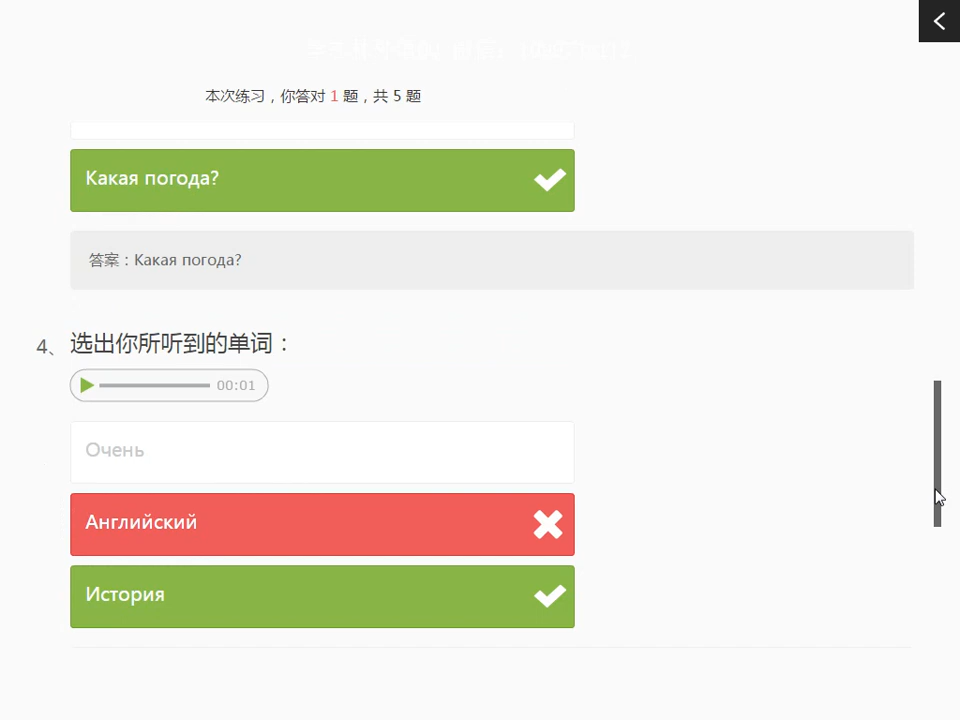 本次练习，你答对 1 题，共 5 题
Какая погода?
答案：Какая погода?
4、选出你所听到的单词：
00:01
Очень
Английский
История